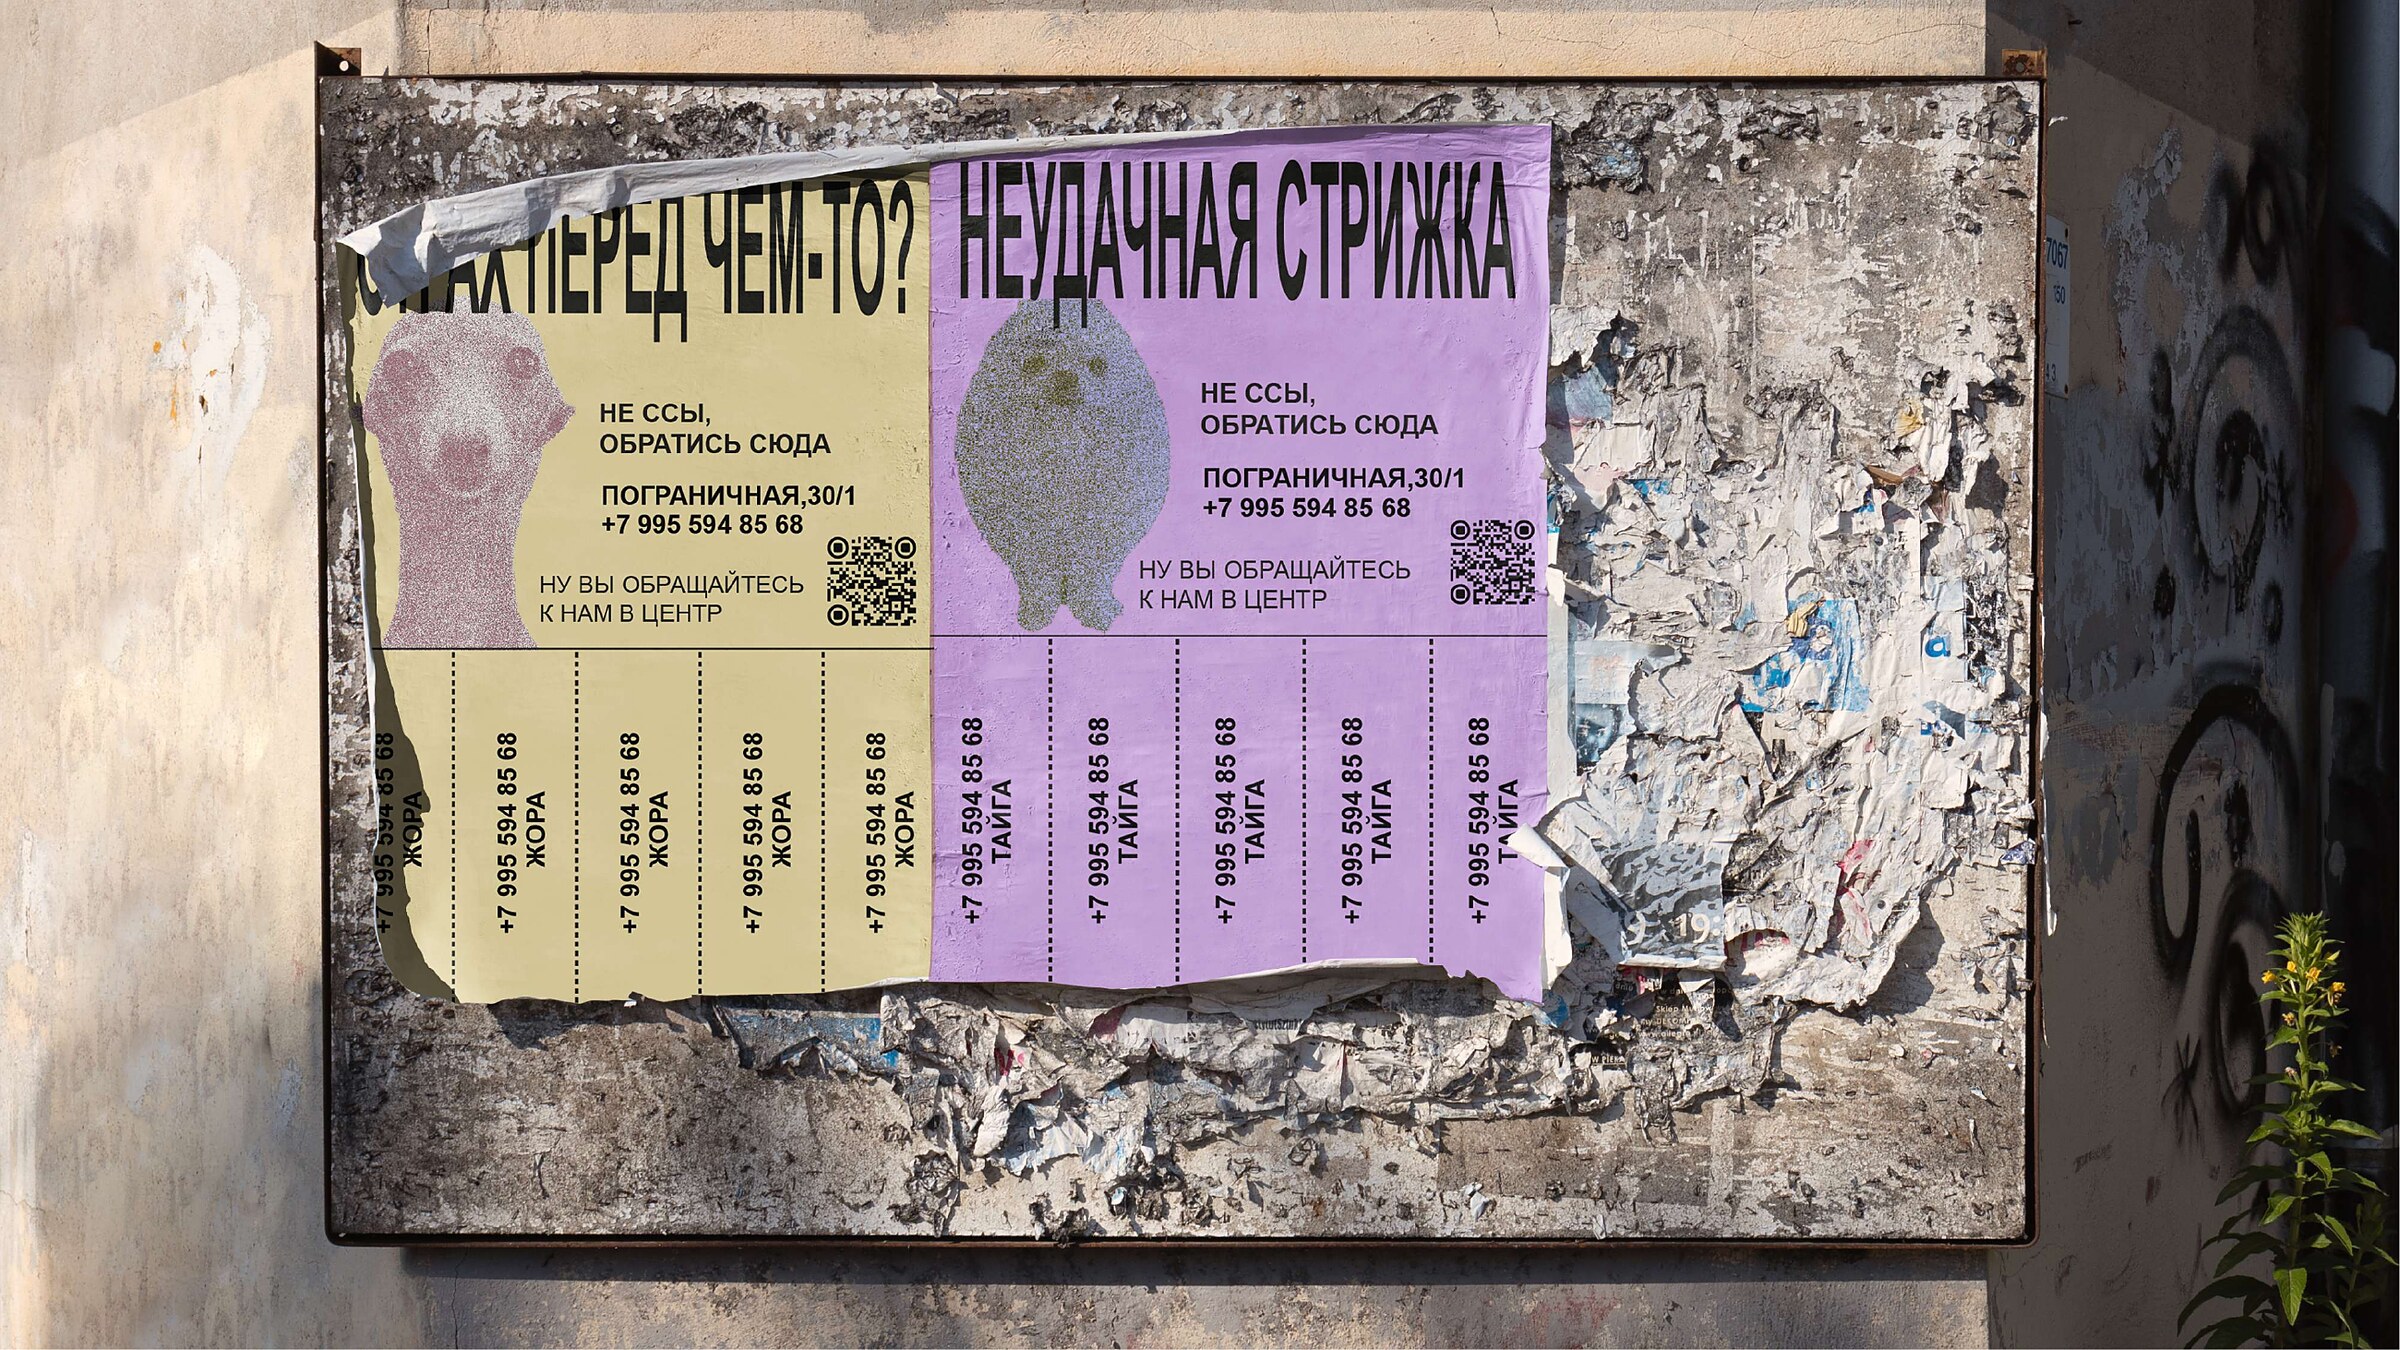 СТРАХ ПЕРЕД ЧЕМ-ТО?
НЕ ССЫ,
ОБРАТИСЬ СЮДА
ПОГРАНИЧНАЯ,30/1
+7 995 594 85 68
НУ ВЫ ОБРАЩАЙТЕСЬ
К НАМ В ЦЕНТР
+7 995 594 85 68
ЖОРА
+7 995 594 85 68
ЖОРА
+7 995 594 85 68
ЖОРА
+7 995 594 85 68
ЖОРА
+7 995 594 85 68
ЖОРА
НЕУДАЧНАЯ СТРИЖКА
НЕ ССЫ,
ОБРАТИСЬ СЮДА
ПОГРАНИЧНАЯ,30/1
+7 995 594 85 68
НУ ВЫ ОБРАЩАЙТЕСЬ
К НАМ В ЦЕНТР
+7 995 594 85 68
ТАЙГА
+7 995 594 85 68
ТАЙГА
+7 995 594 85 68
ТАЙГА
+7 995 594 85 68
ТАЙГА
+7 995 594 85 68
ТАЙГА
7067
a
19: